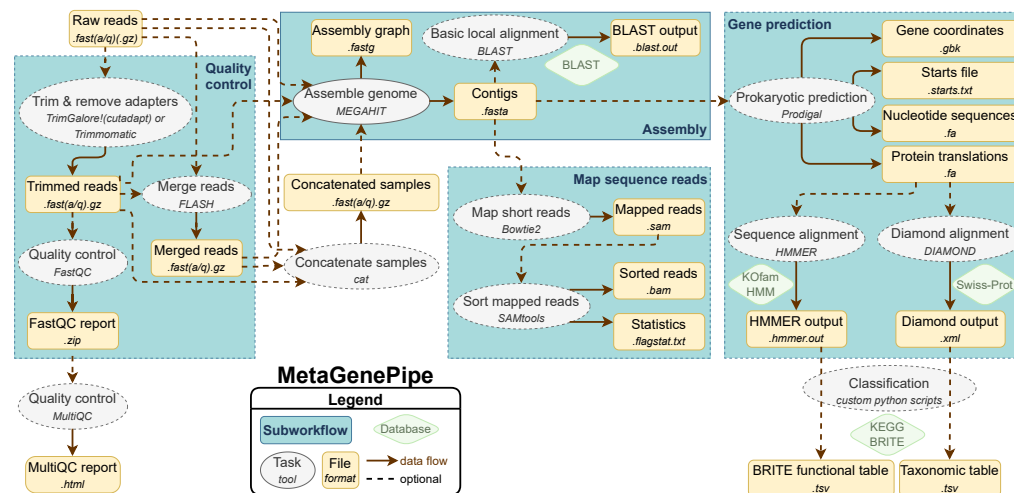 Raw reads
.fast(a/q)(.gz)
Quality
control
Trim & remove adapters
TrimGalore!(cutadapt) or
Trimmomatic
Trimmed reads
.fast(a/q).gz
Merge reads
FLASH
Quality control
FastQC
Merged reads
.fast(a/q).gz
FastQC report
.zip
Quality control
MultiQC
MultiQC report
.html
Assembly graph
.fastg
Basic local alignment
BLAST
BLAST output
.blast.out
BLAST
Assemble genome
MEGAHIT
Contigs
.fasta
Assembly
Concatenated samples
.fast(a/q).gz
Concatenate samples
cat
Map sequence reads
Map short reads
Bowtie2
Mapped reads
.sam
Sort mapped reads
SAMtools
Sorted reads
.bam
Statistics
.flagstat.txt
Gene prediction
Prokaryotic prediction
Prodigal
Gene coordinates
.gbk
Starts file
.starts.txt
Nucleotide sequences
.fa
Protein translations
.fa
Sequence alignment
HMMER
Diamond alignment
DIAMOND
KOfam
HMM
Swiss-Prot
HMMER output
.hmmer.out
Diamond output
.xml
Classification
custom python scripts
KEGG
BRITE
BRITE functional table
.tsv
Taxonomic table
.tsv
MetaGenePipe
Legend
Subworkflow
Database
Task
tool
File
format
data flow
optional